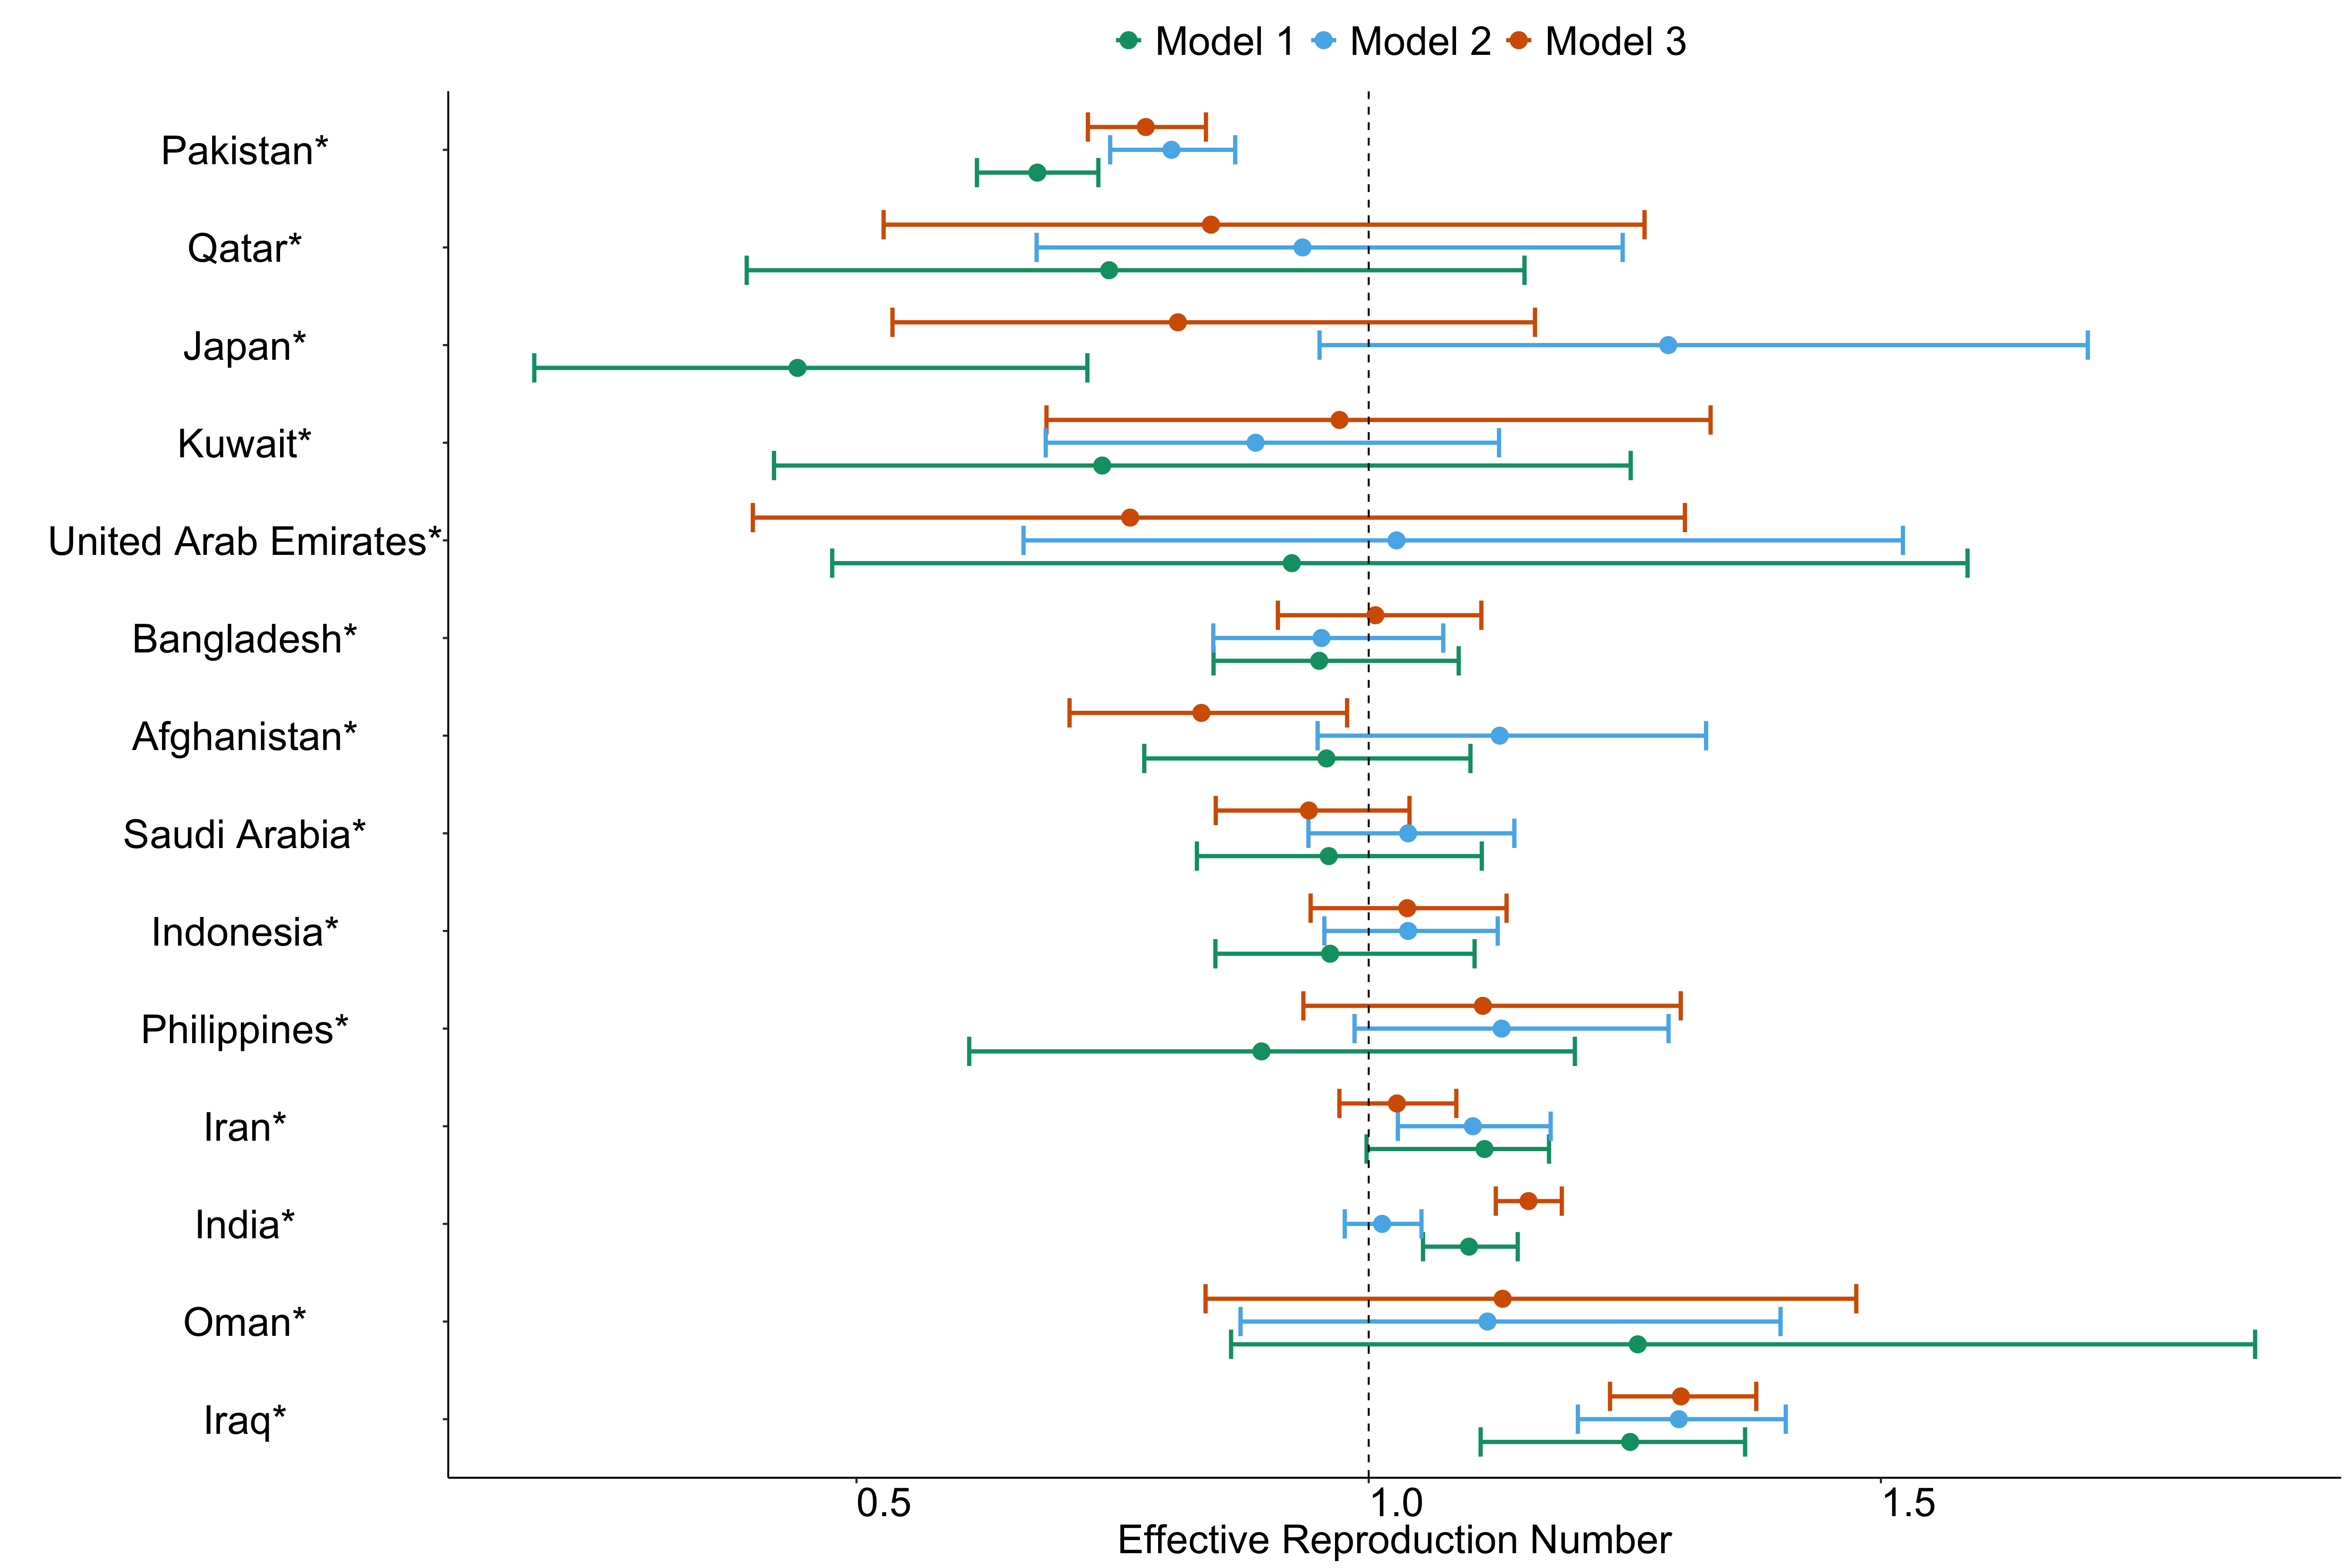 Model 1 Model 2 Model 3
Pakistan*
Qatar*
Japan*
Kuwait*
United Arab Emirates*
Bangladesh*
Afghanistan*
Saudi Arabia*
Indonesia*
Philippines*
Iran*
India*
Oman*
Iraq*
0.5 1.0 1.5
Effective Reproduction Number